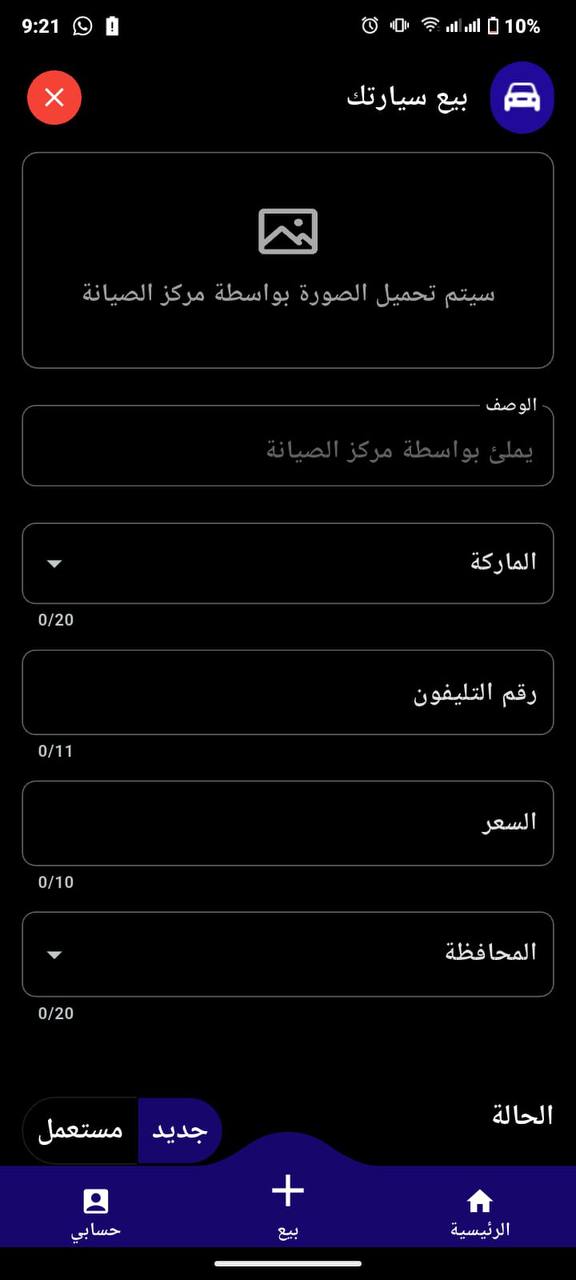 9:21
10%
بيع سيارتك
سيتم تحميل الصورة بواسطة مركز الصيانة
الوصف
يملئ بواسطة مركز الصيانة
الماركة
0/20
رقم التليفون
0/11
السعر
0/10
المحافظة
0/20
الحالة
جديد مستعمل
الرئيسية بيع حسابي